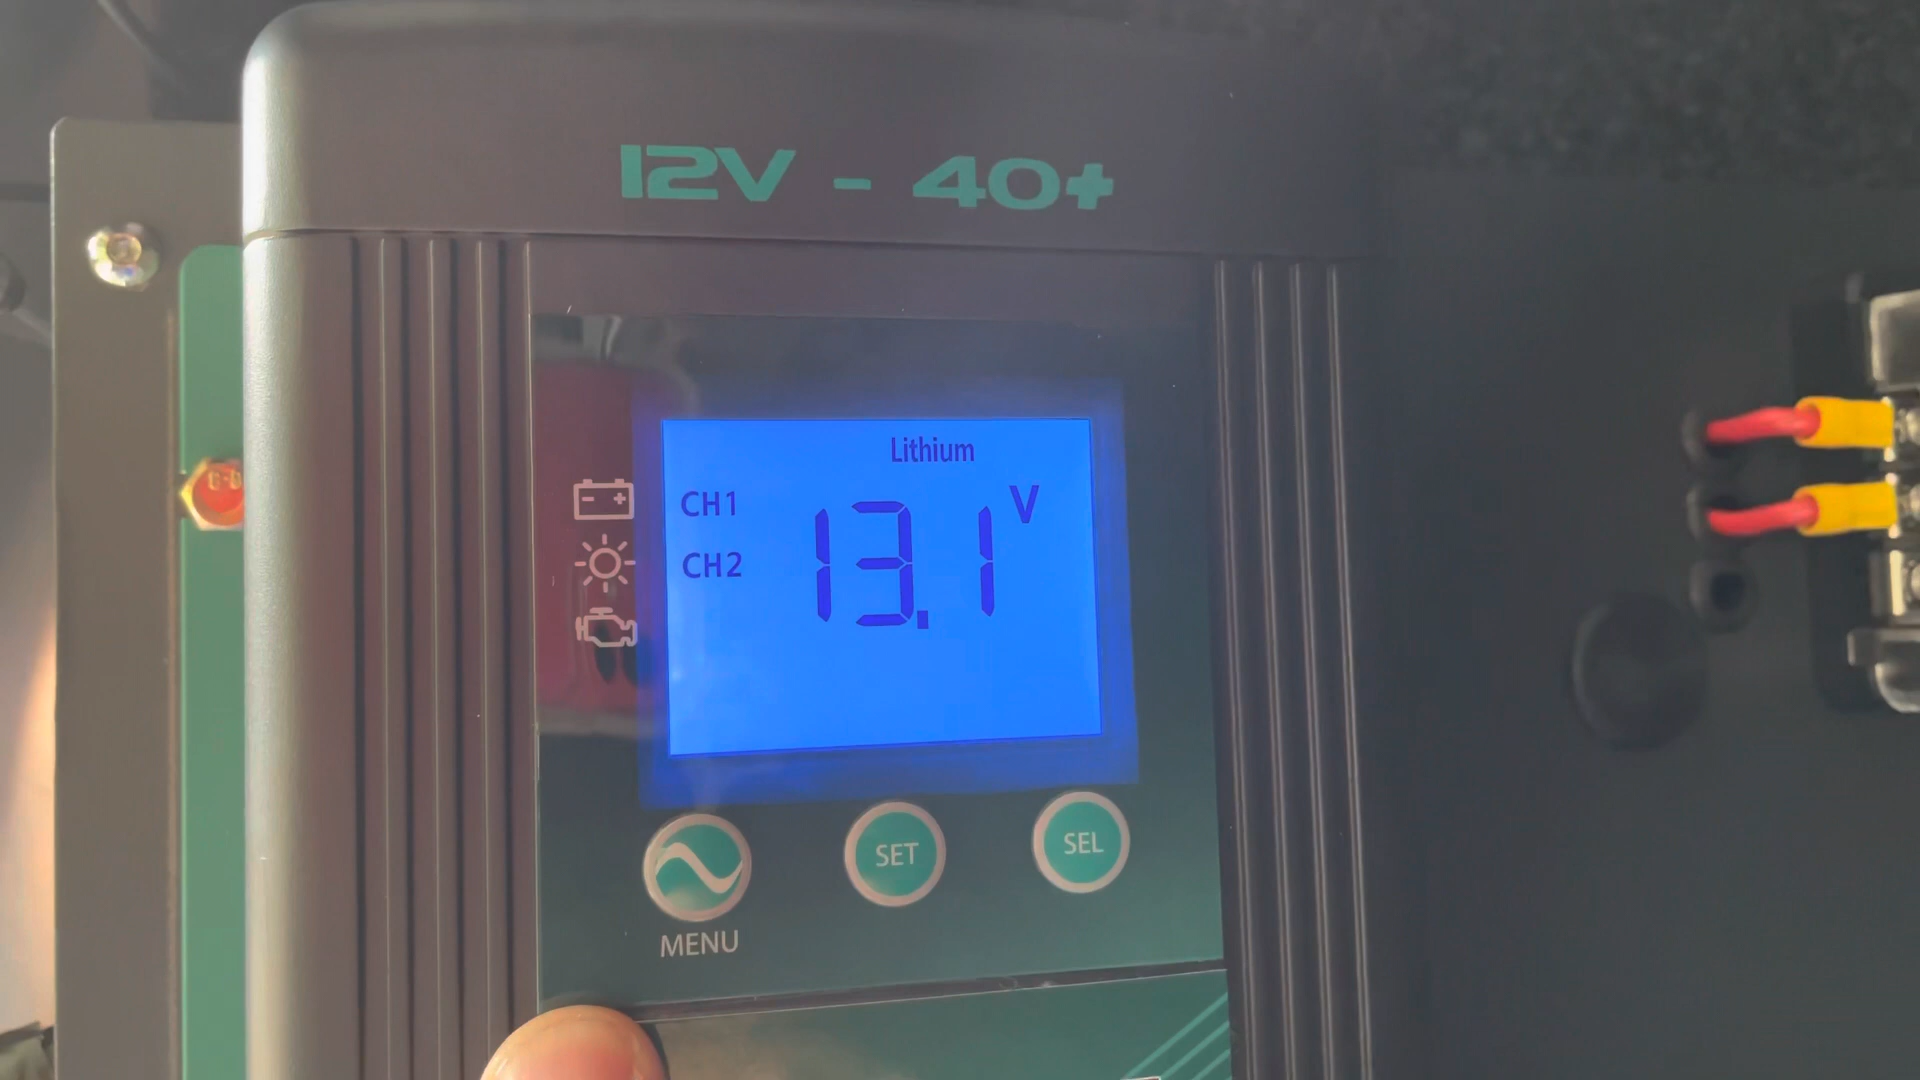 12V - 40+
Lithium
CH1
13.1 V
CH2
SET
SEL
MENU